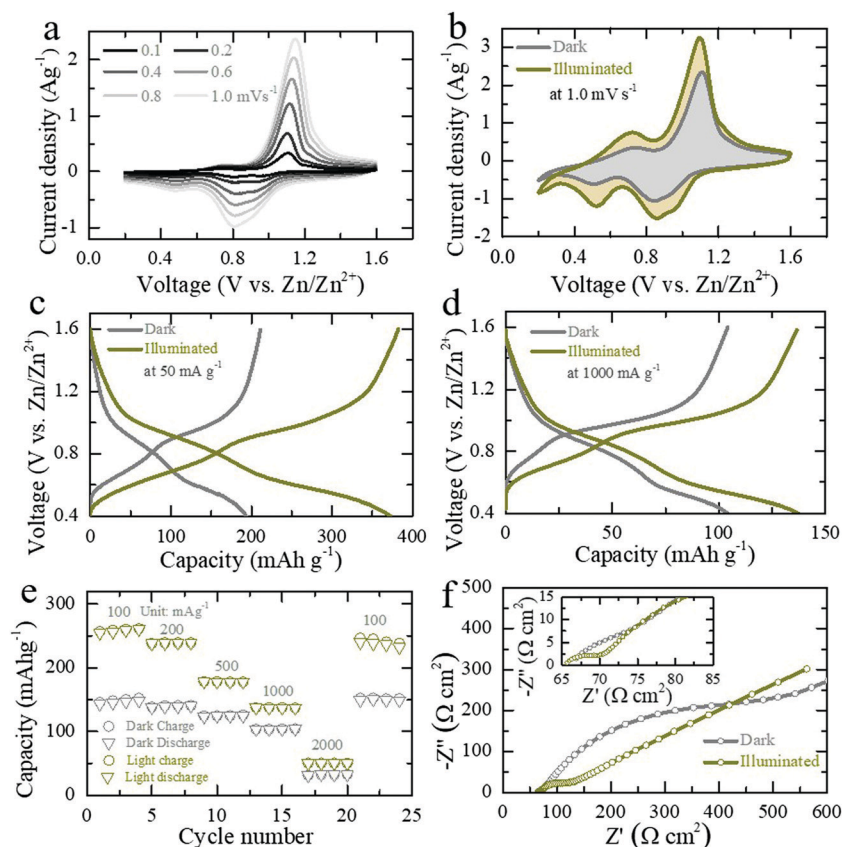 a
0.1 0.2
0.4 0.6
0.8 1.0 mVs⁻¹
Current density (Ag⁻¹)
2
1
0
-1
0.0 0.4 0.8 1.2 1.6
Voltage (V vs. Zn/Zn²⁺)
b
Dark
Illuminated
at 1.0 mV s⁻¹
Current density (Ag⁻¹)
3
2
1
0
-1
-2
0.0 0.4 0.8 1.2 1.6
Voltage (V vs. Zn/Zn²⁺)
c
Dark
Illuminated
at 50 mA g⁻¹
Voltage (V vs. Zn/Zn²⁺)
1.6
1.2
0.8
0.4
0 100 200 300 400
Capacity (mAh g⁻¹)
d
Dark
Illuminated
at 1000 mA g⁻¹
Voltage (V vs. Zn/Zn²⁺)
1.6
1.2
0.8
0.4
0 50 100 150
Capacity (mAh g⁻¹)
e
100 Unit: mAg⁻¹
200
500
1000
2000
100
Dark Charge
Dark Discharge
Light charge
Light discharge
Capacity (mAhg⁻¹)
300
250
200
150
100
50
0
0 5 10 15 20 25
Cycle number
f
-Z'' (Ω cm²)
500
400
300
200
100
0
0 100 200 300 400 500 600
Z' (Ω cm²)
Dark
Illuminated
-Z'' (Ω cm²)
15
10
5
0
65 70 75 80 85
Z' (Ω cm²)